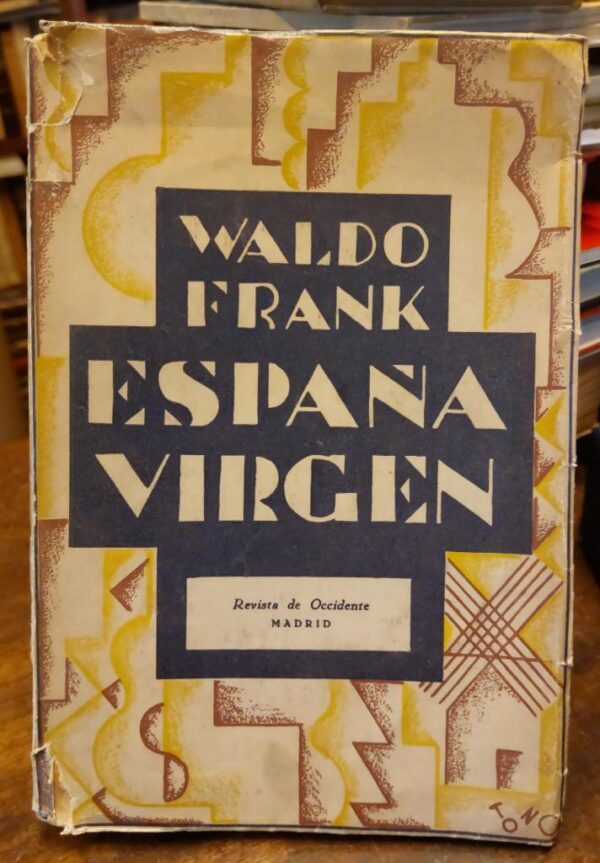 WALDO
FRANK
ESPAÑA
VIRGEN
Revista de Occidente
MADRID
TONO